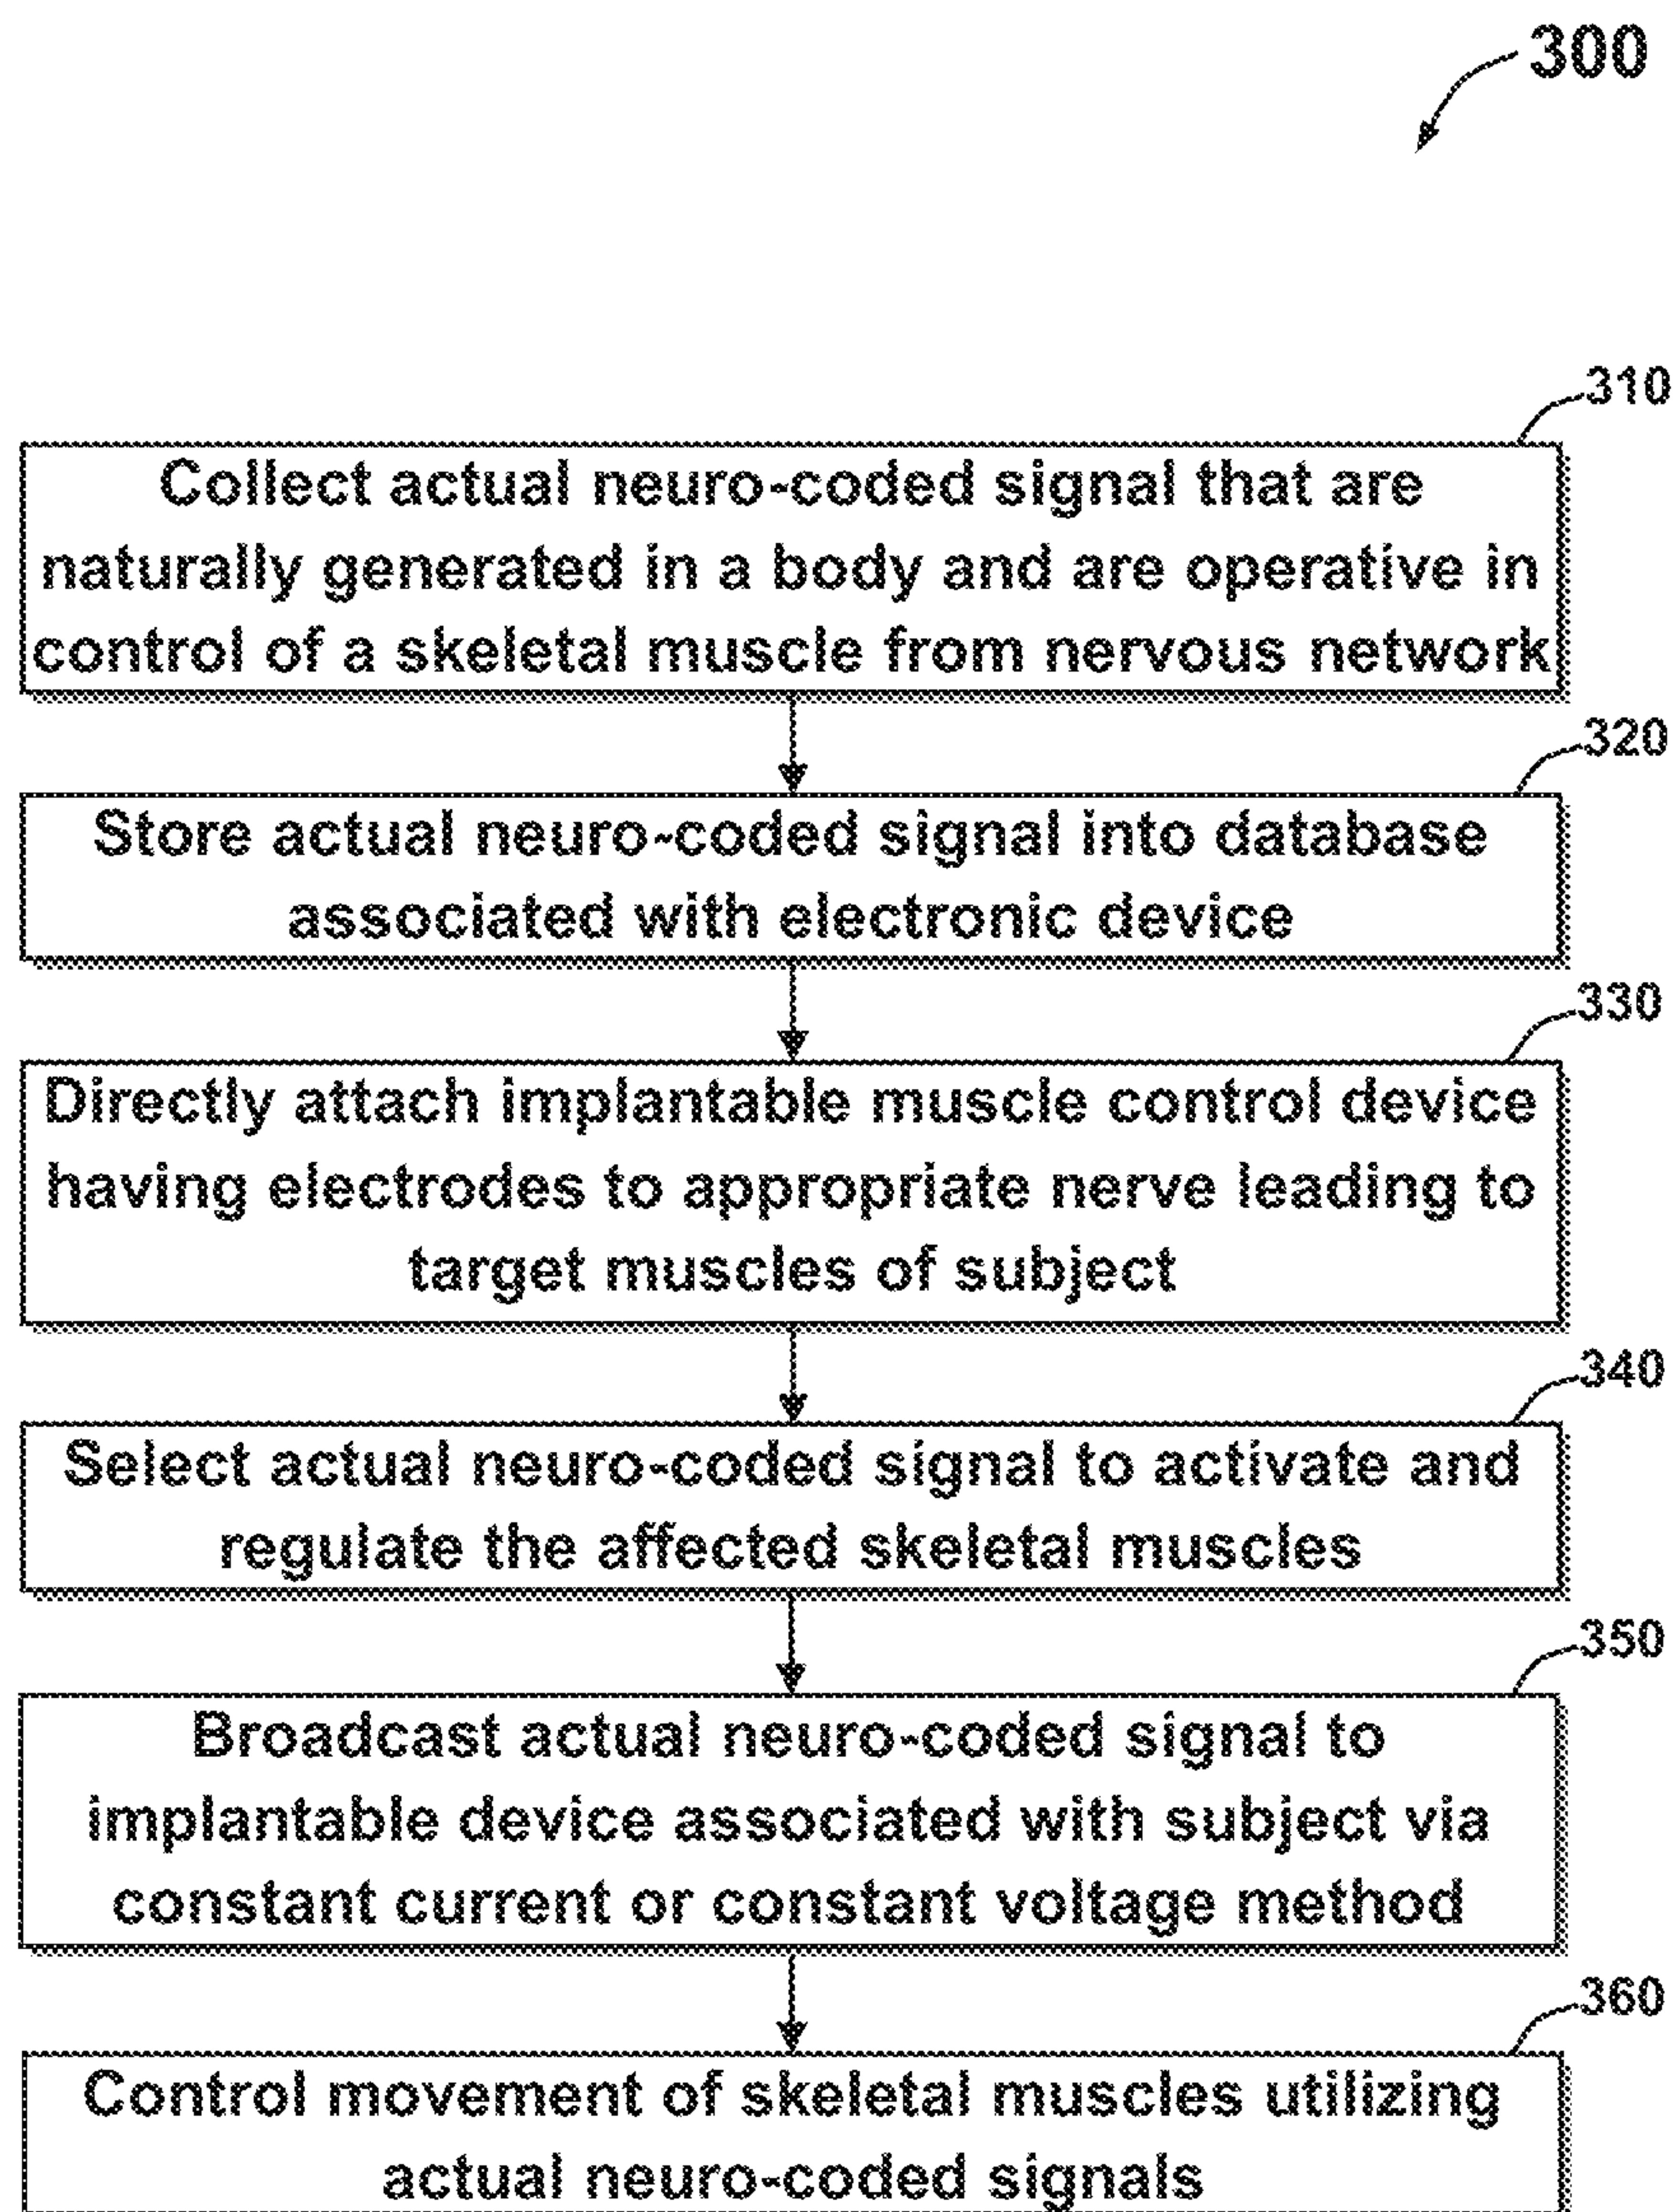 300
310
Collect actual neuro-coded signal that are
naturally generated in a body and are operative in
control of a skeletal muscle from nervous network
320
Store actual neuro-coded signal into database
associated with electronic device
330
Directly attach implantable muscle control device
having electrodes to appropriate nerve leading to
target muscles of subject
340
Select actual neuro-coded signal to activate and
regulate the affected skeletal muscles
350
Broadcast actual neuro-coded signal to
implantable device associated with subject via
constant current or constant voltage method
360
Control movement of skeletal muscles utilizing
actual neuro-coded signals